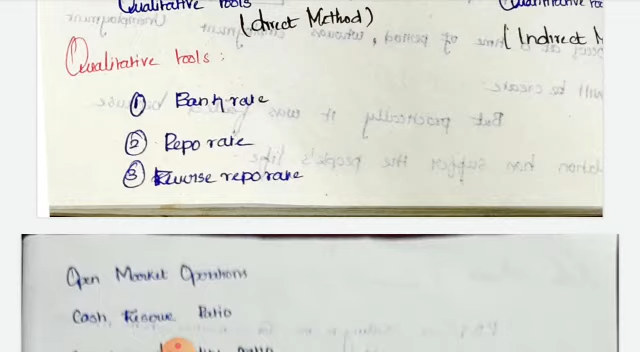 Qualitative tools
(direct Method)
[Indirect M
Qualitative tools :
① Bank rate
② Repo rate
③ Reverse repo rate
Open Market Operations
Cash Reserve Ratio
Ratio